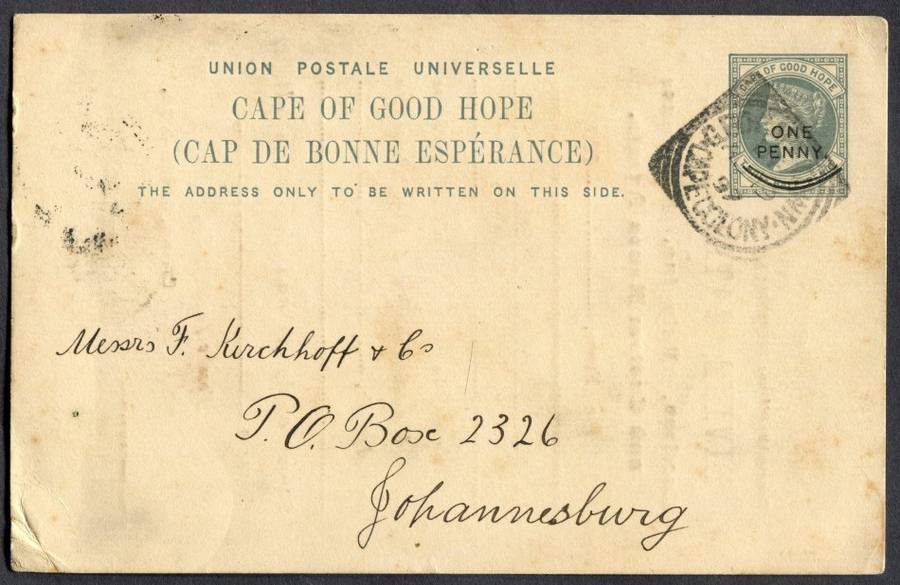 UNION POSTALE UNIVERSELLE
CAPE OF GOOD HOPE
(CAP DE BONNE ESPÉRANCE)
THE ADDRESS ONLY TO BE WRITTEN ON THIS SIDE.
CAPE OF GOOD HOPE
ONE
PENNY.
COLONY
Messrs F. Kirchhoff & Co
P.O. Box 2326
Johannesburg